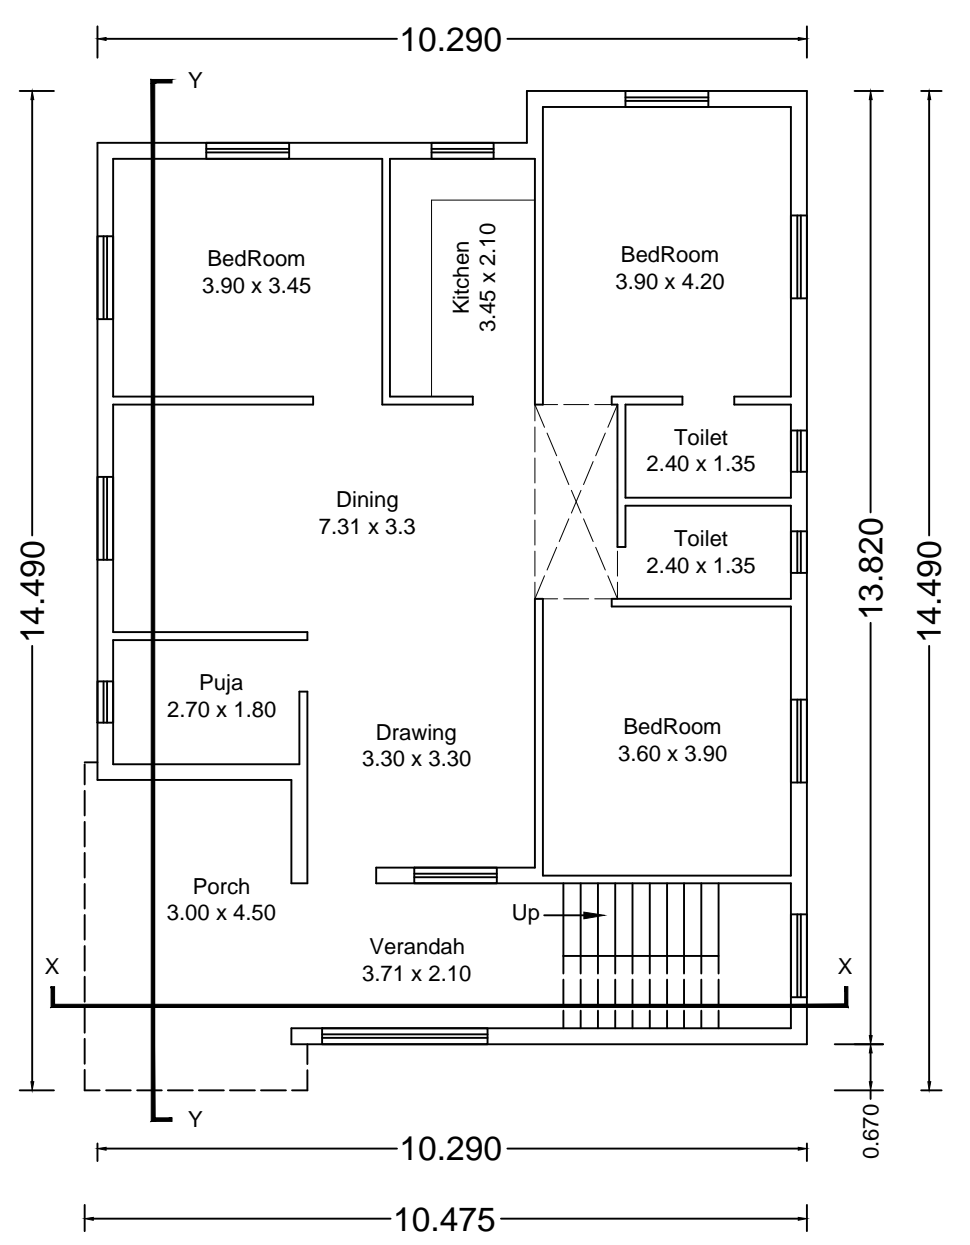 10.290
Y
BedRoom
3.90 x 3.45
Kitchen
3.45 x 2.10
BedRoom
3.90 x 4.20
Toilet
2.40 x 1.35
Dining
7.31 x 3.3
Toilet
2.40 x 1.35
14.490
13.820
14.490
Puja
2.70 x 1.80
Drawing
3.30 x 3.30
BedRoom
3.60 x 3.90
Porch
3.00 x 4.50
Up
Verandah
3.71 x 2.10
X
X
Y
0.670
10.290
10.475